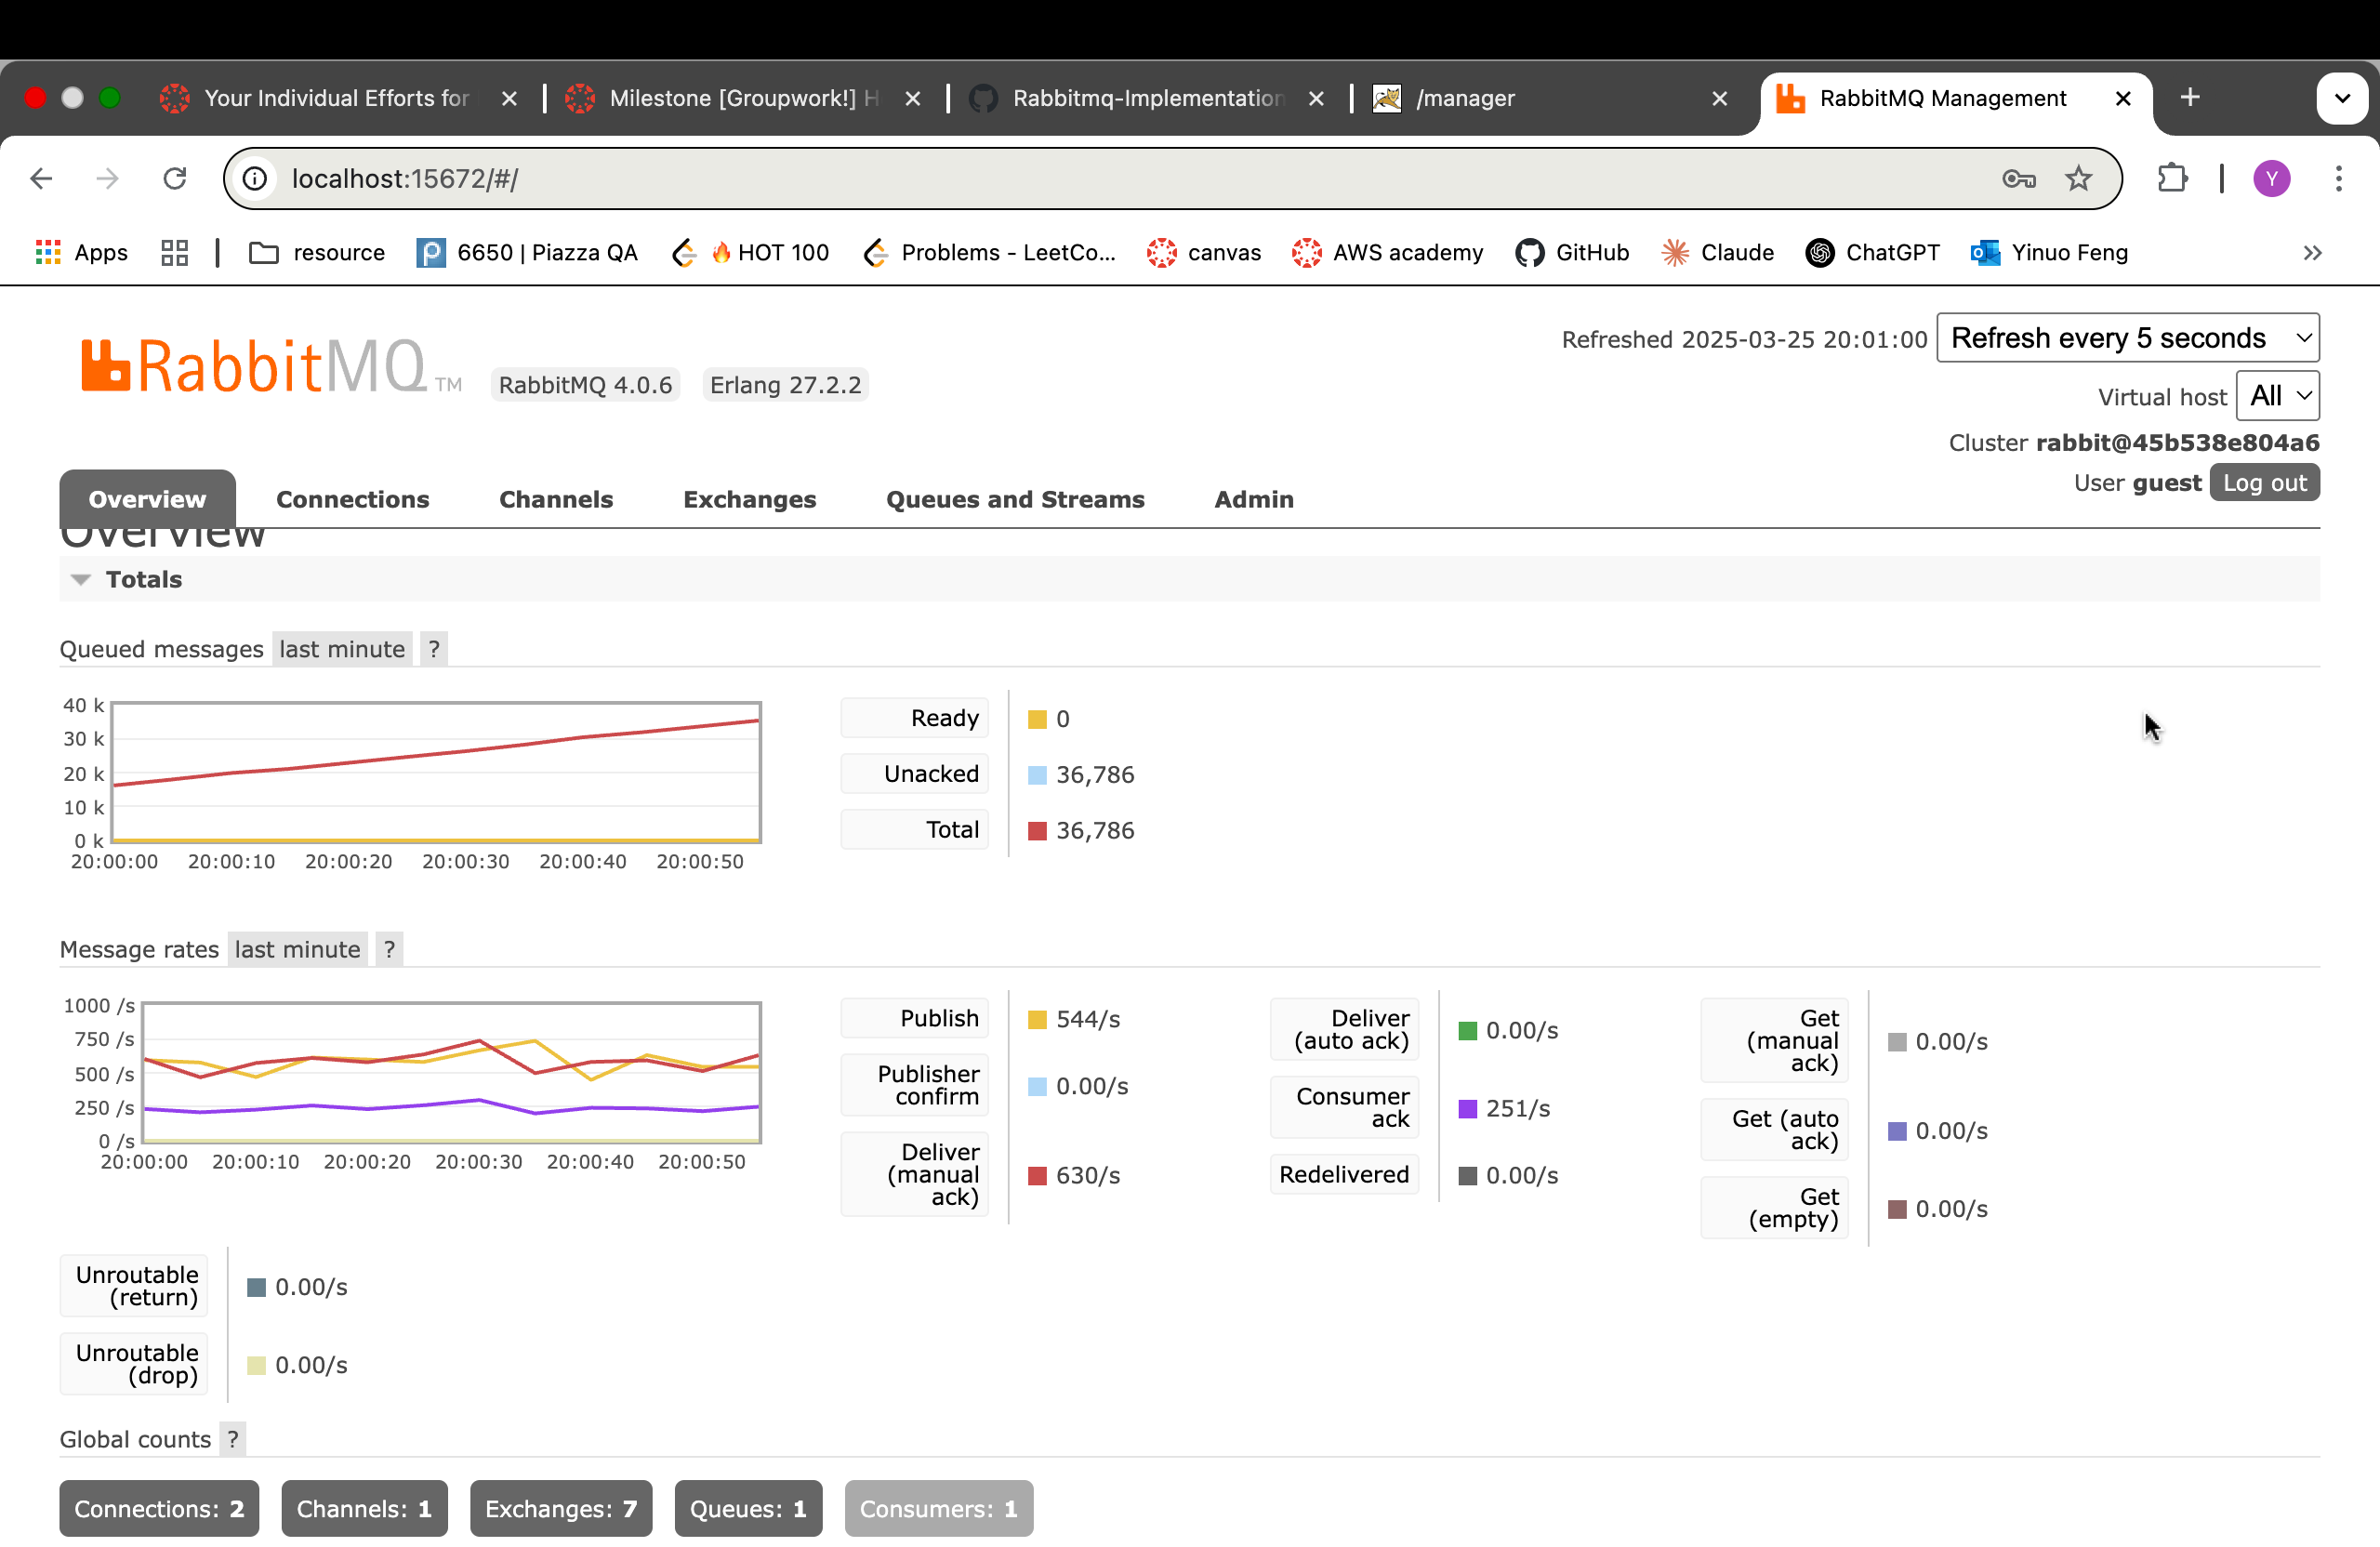 Your Individual Efforts for
Milestone [Groupwork!] H
Rabbitmq-Implementation
/manager
RabbitMQ Management
localhost:15672/#/
Y
Apps
resource
6650 | Piazza QA
🔥 HOT 100
Problems - LeetCo...
canvas
AWS academy
GitHub
Claude
ChatGPT
Yinuo Feng
RabbitMQ TM
RabbitMQ 4.0.6
Erlang 27.2.2
Refreshed 2025-03-25 20:01:00
Refresh every 5 seconds
Virtual host
All
Cluster rabbit@45b538e804a6
User guest
Log out
Overview
Connections
Channels
Exchanges
Queues and Streams
Admin
Overview
Totals
Queued messages last minute ?
40 k
30 k
20 k
10 k
0 k
20:00:00 20:00:10 20:00:20 20:00:30 20:00:40 20:00:50
Ready 0
Unacked 36,786
Total 36,786
Message rates last minute ?
1000 /s
750 /s
500 /s
250 /s
0 /s
20:00:00 20:00:10 20:00:20 20:00:30 20:00:40 20:00:50
Publish
544/s
Publisher
confirm
0.00/s
Deliver
(manual
ack)
630/s
Deliver
(auto ack)
0.00/s
Consumer
ack
251/s
Redelivered
0.00/s
Get
(manual
ack)
0.00/s
Get (auto
ack)
0.00/s
Get
(empty)
0.00/s
Unroutable
(return)
0.00/s
Unroutable
(drop)
0.00/s
Global counts ?
Connections: 2
Channels: 1
Exchanges: 7
Queues: 1
Consumers: 1